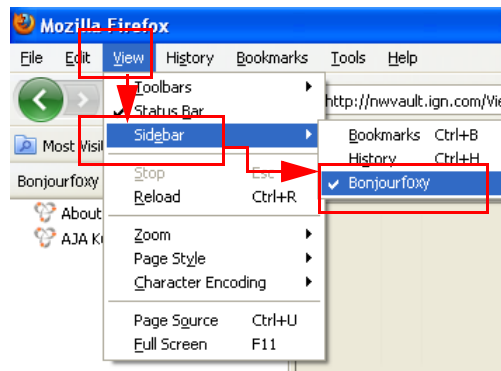 Mozilla Firefox
File Edit View History Bookmarks Tools Help
Toolbars
http://nwvault.ign.com/Vie
Status Bar
Most Visi
Sidebar
Bookmarks Ctrl+B
History Ctrl+H
Bonjourfoxy
Stop Esc
Bonjourfoxy
Reload Ctrl+R
About
AJA K
Zoom
Page Style
Character Encoding
Page Source Ctrl+U
Full Screen F11